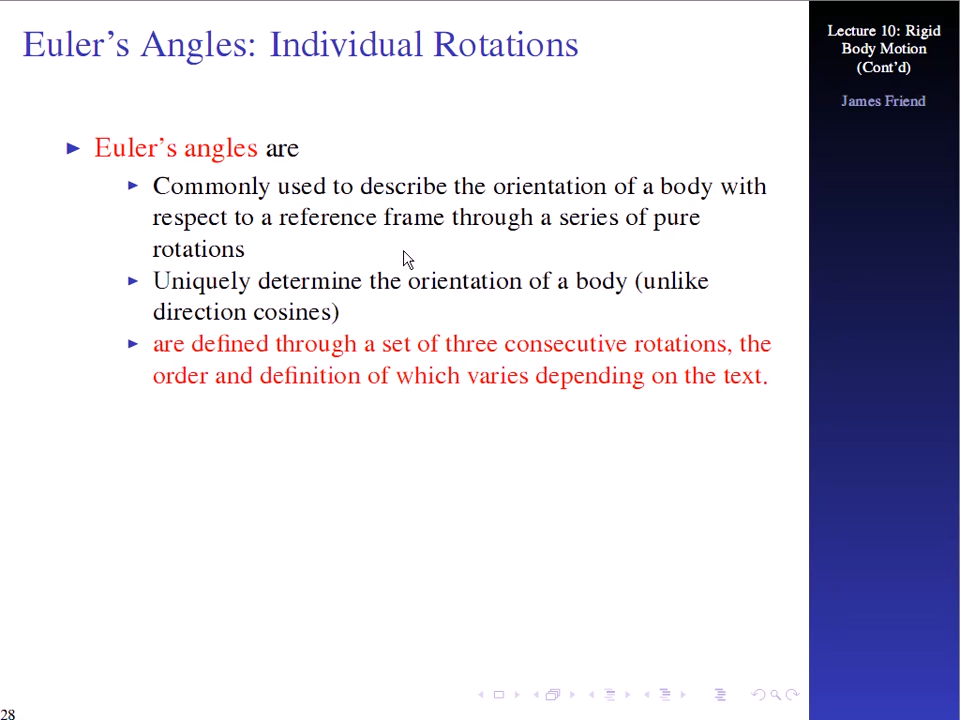 Euler's Angles: Individual Rotations
Lecture 10: Rigid
Body Motion
(Cont'd)
James Friend
Euler's angles are
Commonly used to describe the orientation of a body with
respect to a reference frame through a series of pure
rotations
Uniquely determine the orientation of a body (unlike
direction cosines)
are defined through a set of three consecutive rotations, the
order and definition of which varies depending on the text.
28